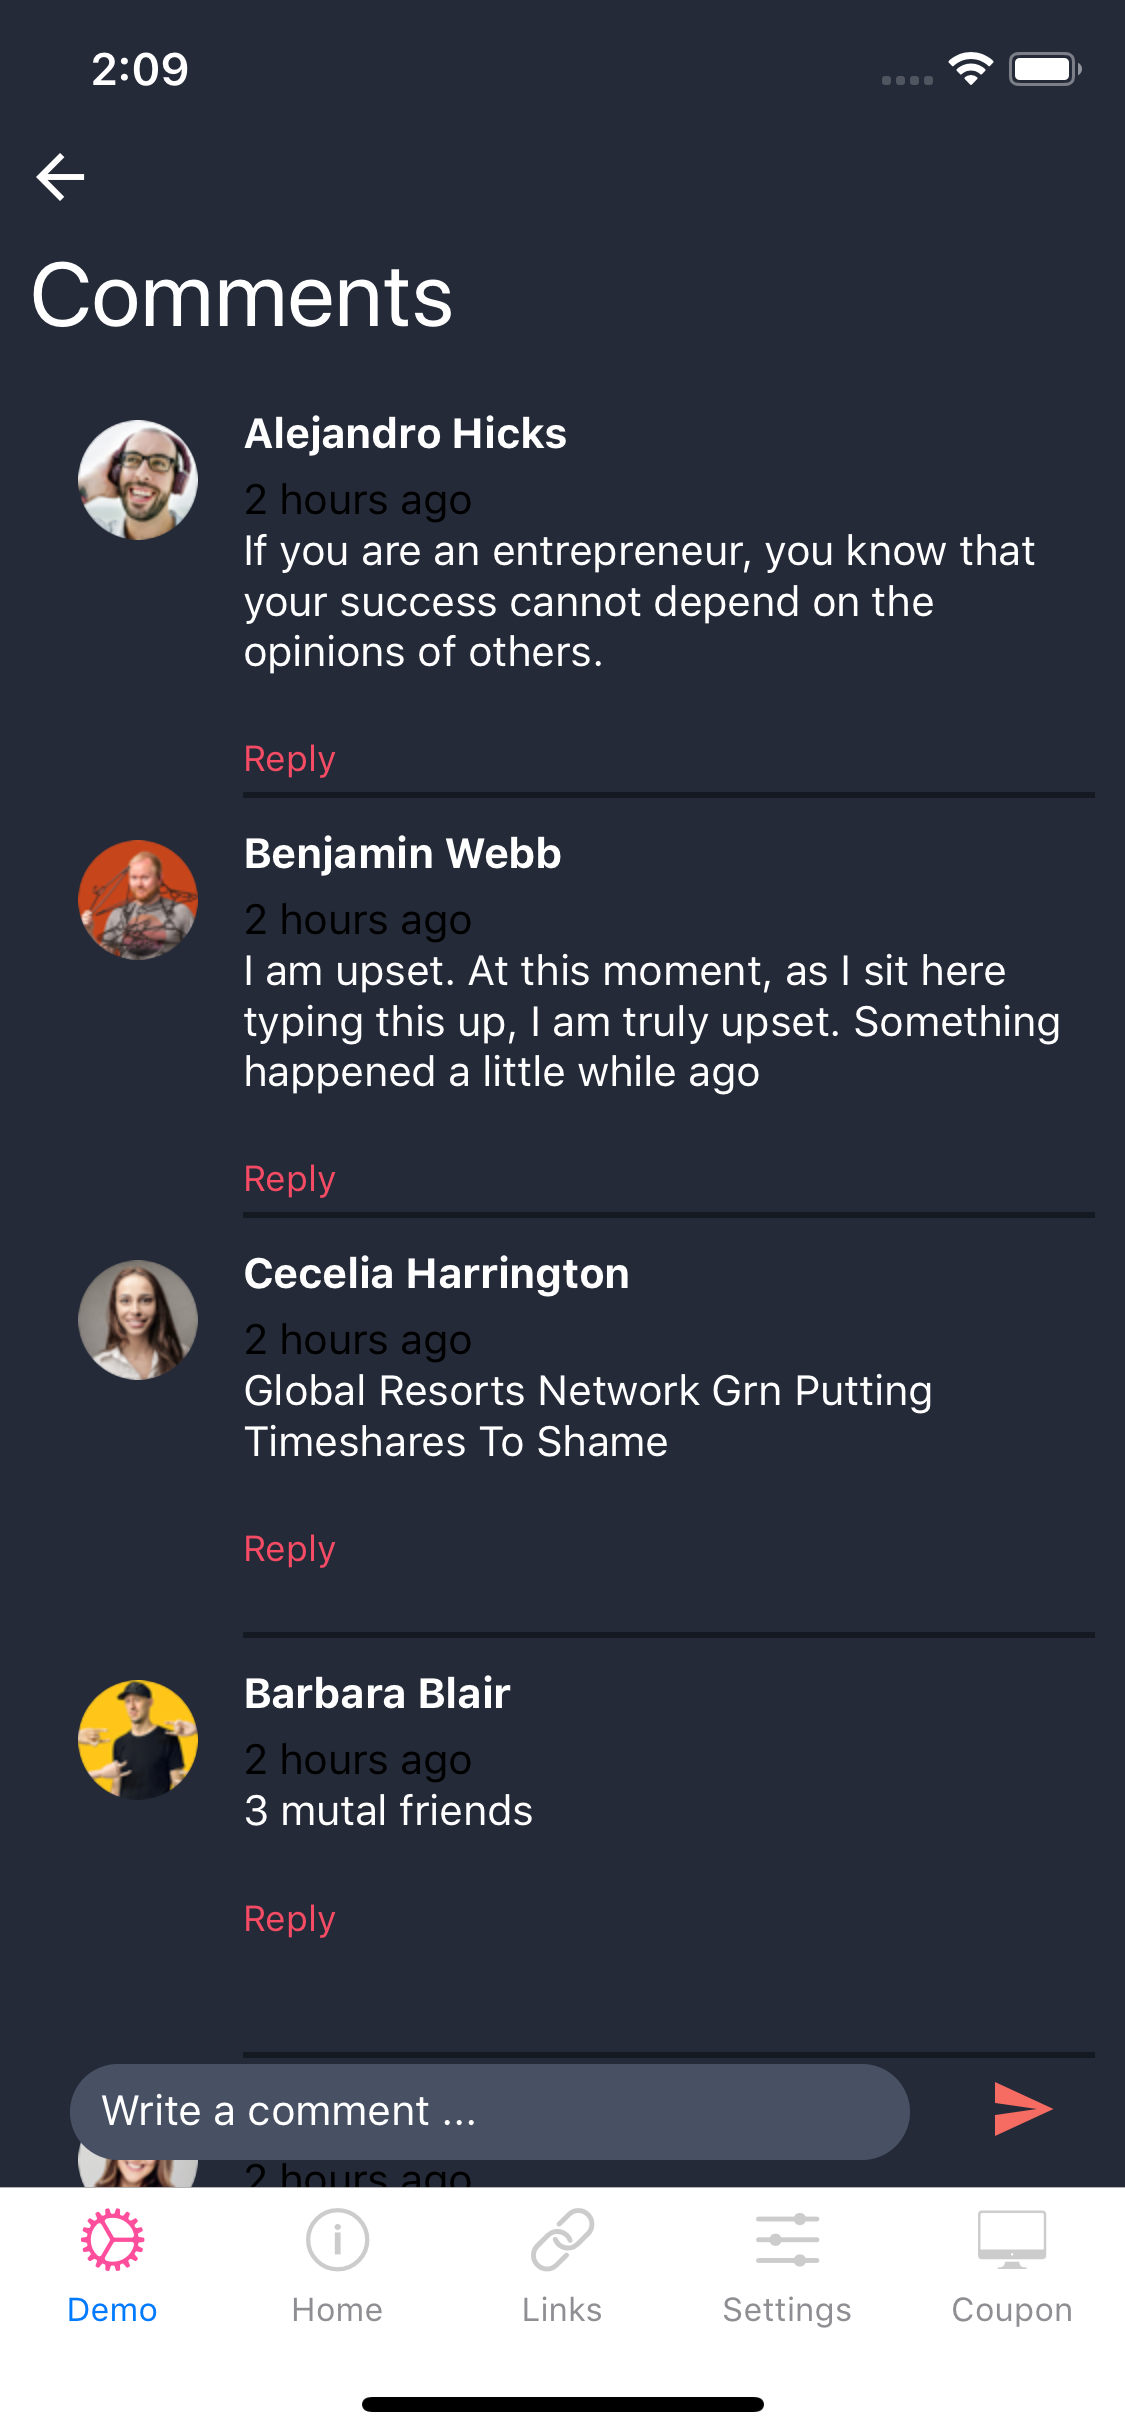 2:09
Comments
Alejandro Hicks
2 hours ago
If you are an entrepreneur, you know that
your success cannot depend on the
opinions of others.
Reply
Benjamin Webb
2 hours ago
I am upset. At this moment, as I sit here
typing this up, I am truly upset. Something
happened a little while ago
Reply
Cecelia Harrington
2 hours ago
Global Resorts Network Grn Putting
Timeshares To Shame
Reply
Barbara Blair
2 hours ago
3 mutal friends
Reply
Write a comment ...
2 hours ago
Demo
Home
Links
Settings
Coupon